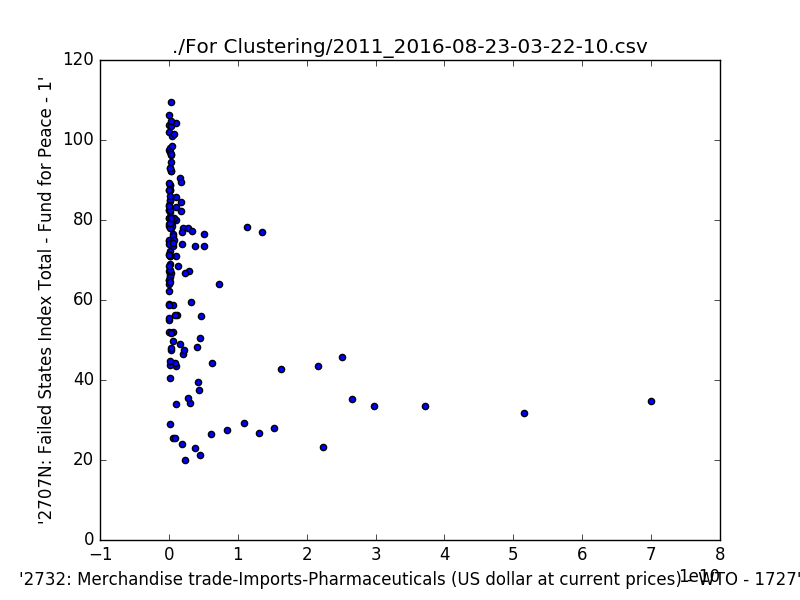 ./For Clustering/2011_2016-08-23-03-22-10.csv
120
100
80
60
40
20
0
'2707N: Failed States Index Total - Fund for Peace - 1'
−1 0 1 2 3 4 5 6 7 8
1e10
'2732: Merchandise trade-Imports-Pharmaceuticals (US dollar at current prices) - WTO - 1727'